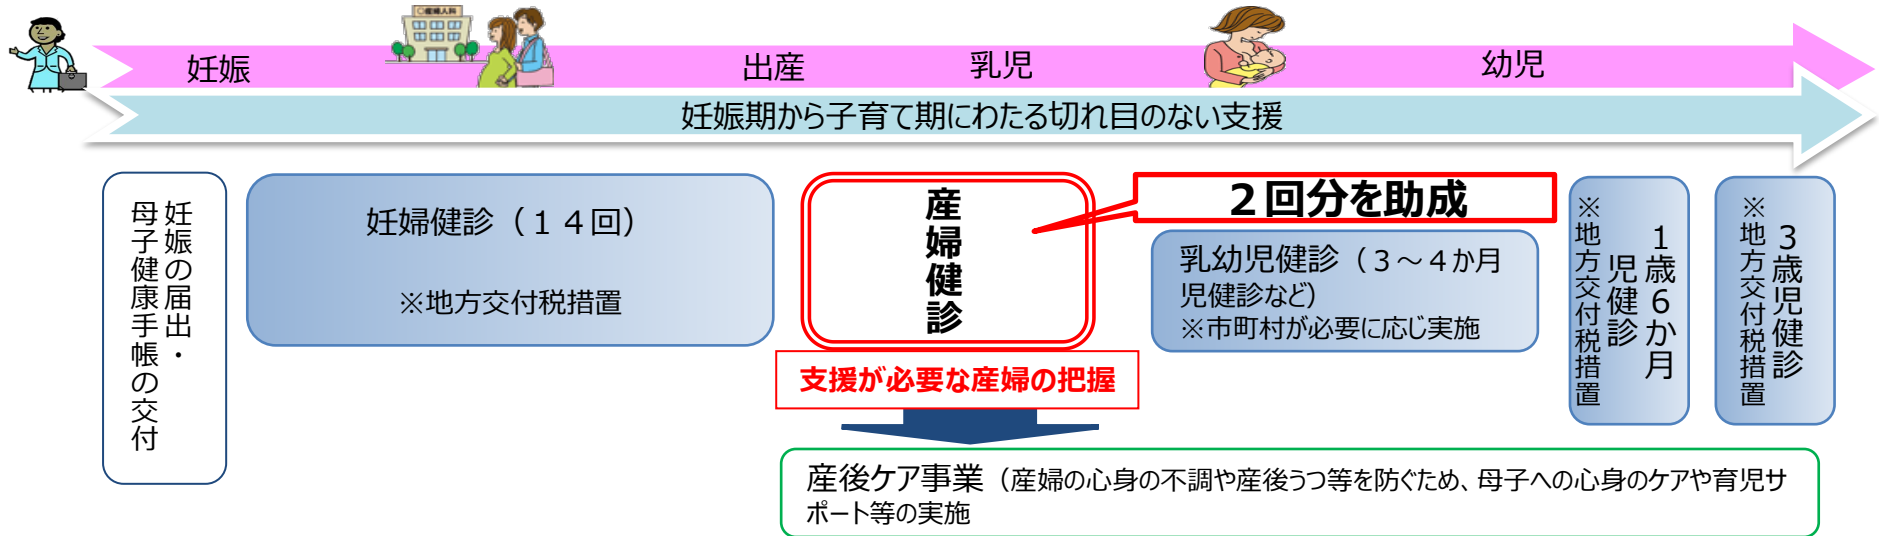 ○産婦人科
妊娠
出産
乳児
幼児
妊娠期から子育て期にわたる切れ目のない支援
妊娠の届出・
母子健康手帳の交付
妊婦健診（１４回）
※地方交付税措置
産婦健診
２回分を助成
乳幼児健診（３～４か月
児健診など）
※市町村が必要に応じ実施
１歳６か月
児健診
※地方交付税措置
３歳児健診
※地方交付税措置
支援が必要な産婦の把握
産後ケア事業（産婦の心身の不調や産後うつ等を防ぐため、母子への心身のケアや育児サ
ポート等の実施